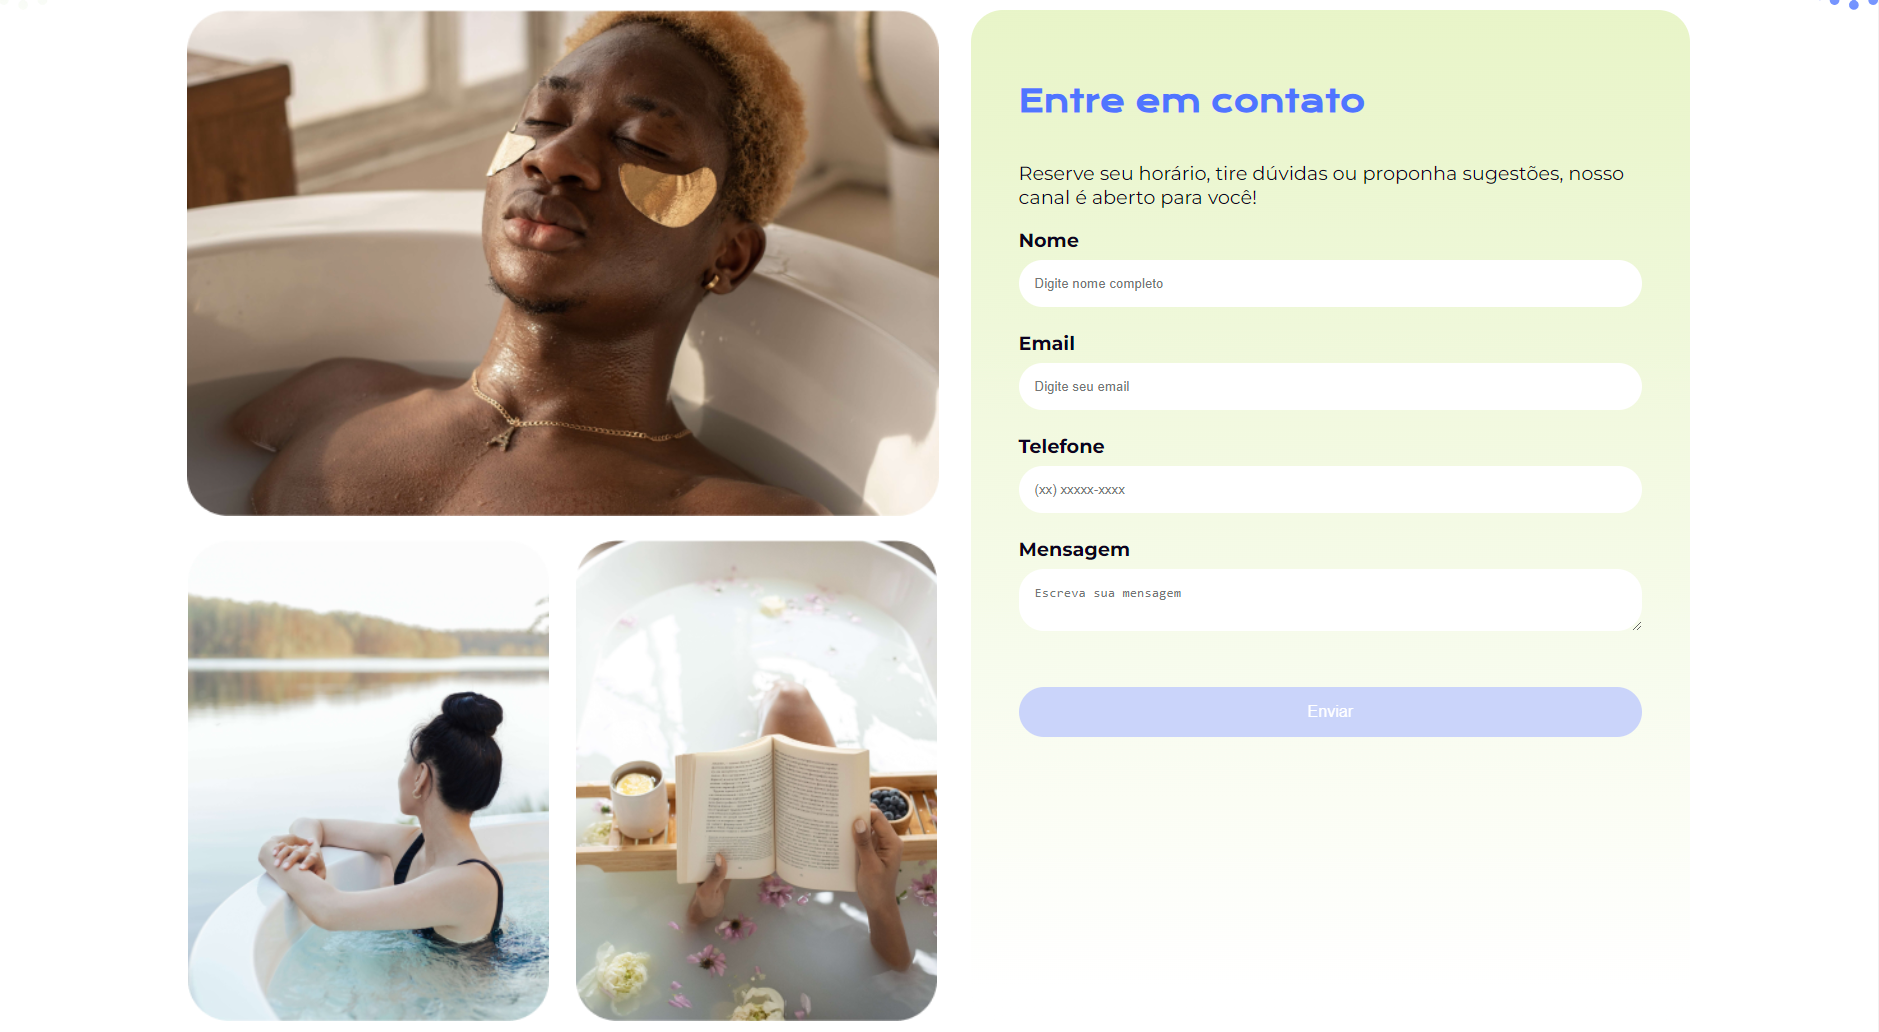 Entre em contato
Reserve seu horário, tire dúvidas ou proponha sugestões, nosso
canal é aberto para você!
Nome
Digite nome completo
Email
Digite seu email
Telefone
(xx) xxxxx-xxxx
Mensagem
Escreva sua mensagem
Enviar